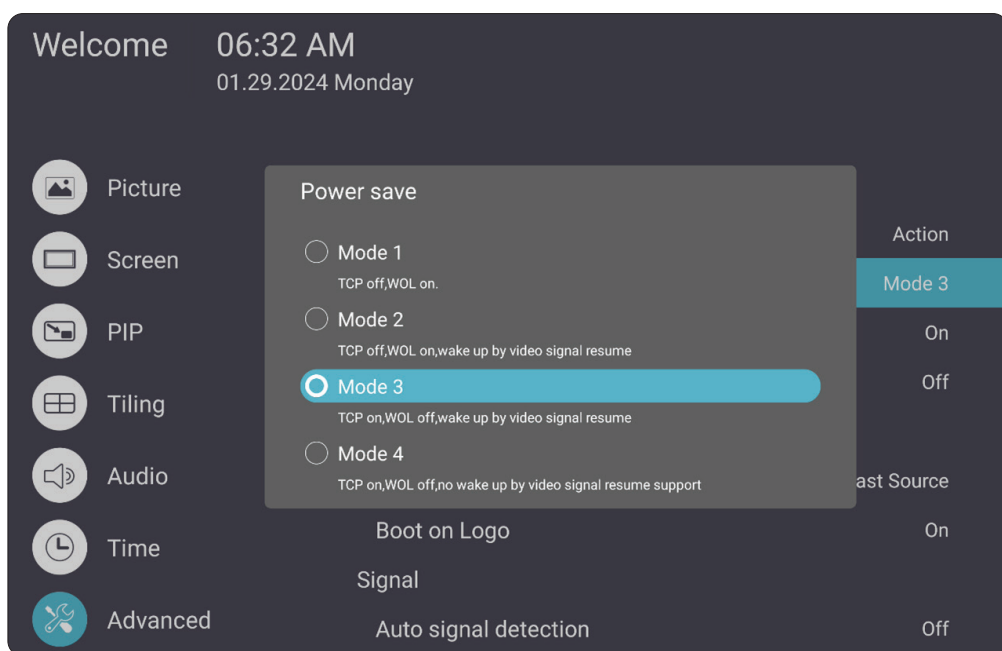 Welcome 06:32 AM
01.29.2024 Monday
Picture
Screen
PIP
Tiling
Audio
Time
Advanced
Power save
Mode 1
TCP off,WOL on.
Mode 2
TCP off,WOL on,wake up by video signal resume
Mode 3
TCP on,WOL off,wake up by video signal resume
Mode 4
TCP on,WOL off,no wake up by video signal resume support
Action
Mode 3
On
Off
ast Source
Boot on Logo On
Signal
Auto signal detection Off